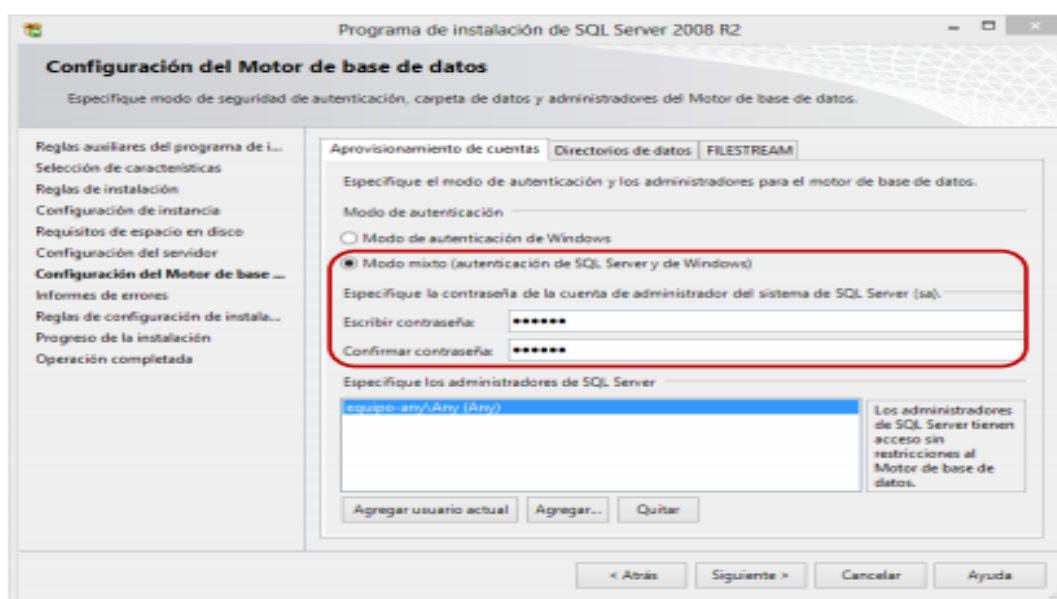 Programa de instalación de SQL Server 2008 R2
Configuración del Motor de base de datos
Especifique modo de seguridad de autenticación, carpeta de datos y administradores del Motor de base de datos.
Reglas auxiliares del programa de i...
Selección de características
Reglas de instalación
Configuración de instancia
Requisitos de espacio en disco
Configuración del servidor
Configuración del Motor de base ...
Informes de errores
Reglas de configuración de instala...
Progreso de la instalación
Operación completada
Aprovisionamiento de cuentas Directorios de datos FILESTREAM
Especifique el modo de autenticación y los administradores para el motor de base de datos.
Modo de autenticación
Modo de autenticación de Windows
Modo mixto (autenticación de SQL Server y de Windows)
Especifique la contraseña de la cuenta de administrador del sistema de SQL Server (sa).
Escribir contraseña: ••••••
Confirmar contraseña: ••••••
Especifique los administradores de SQL Server
equipo-any\Any (Any)
Los administradores
de SQL Server tienen
acceso sin
restricciones al
Motor de base de
datos.
Agregar usuario actual Agregar... Quitar
< Atrás Siguiente > Cancelar Ayuda